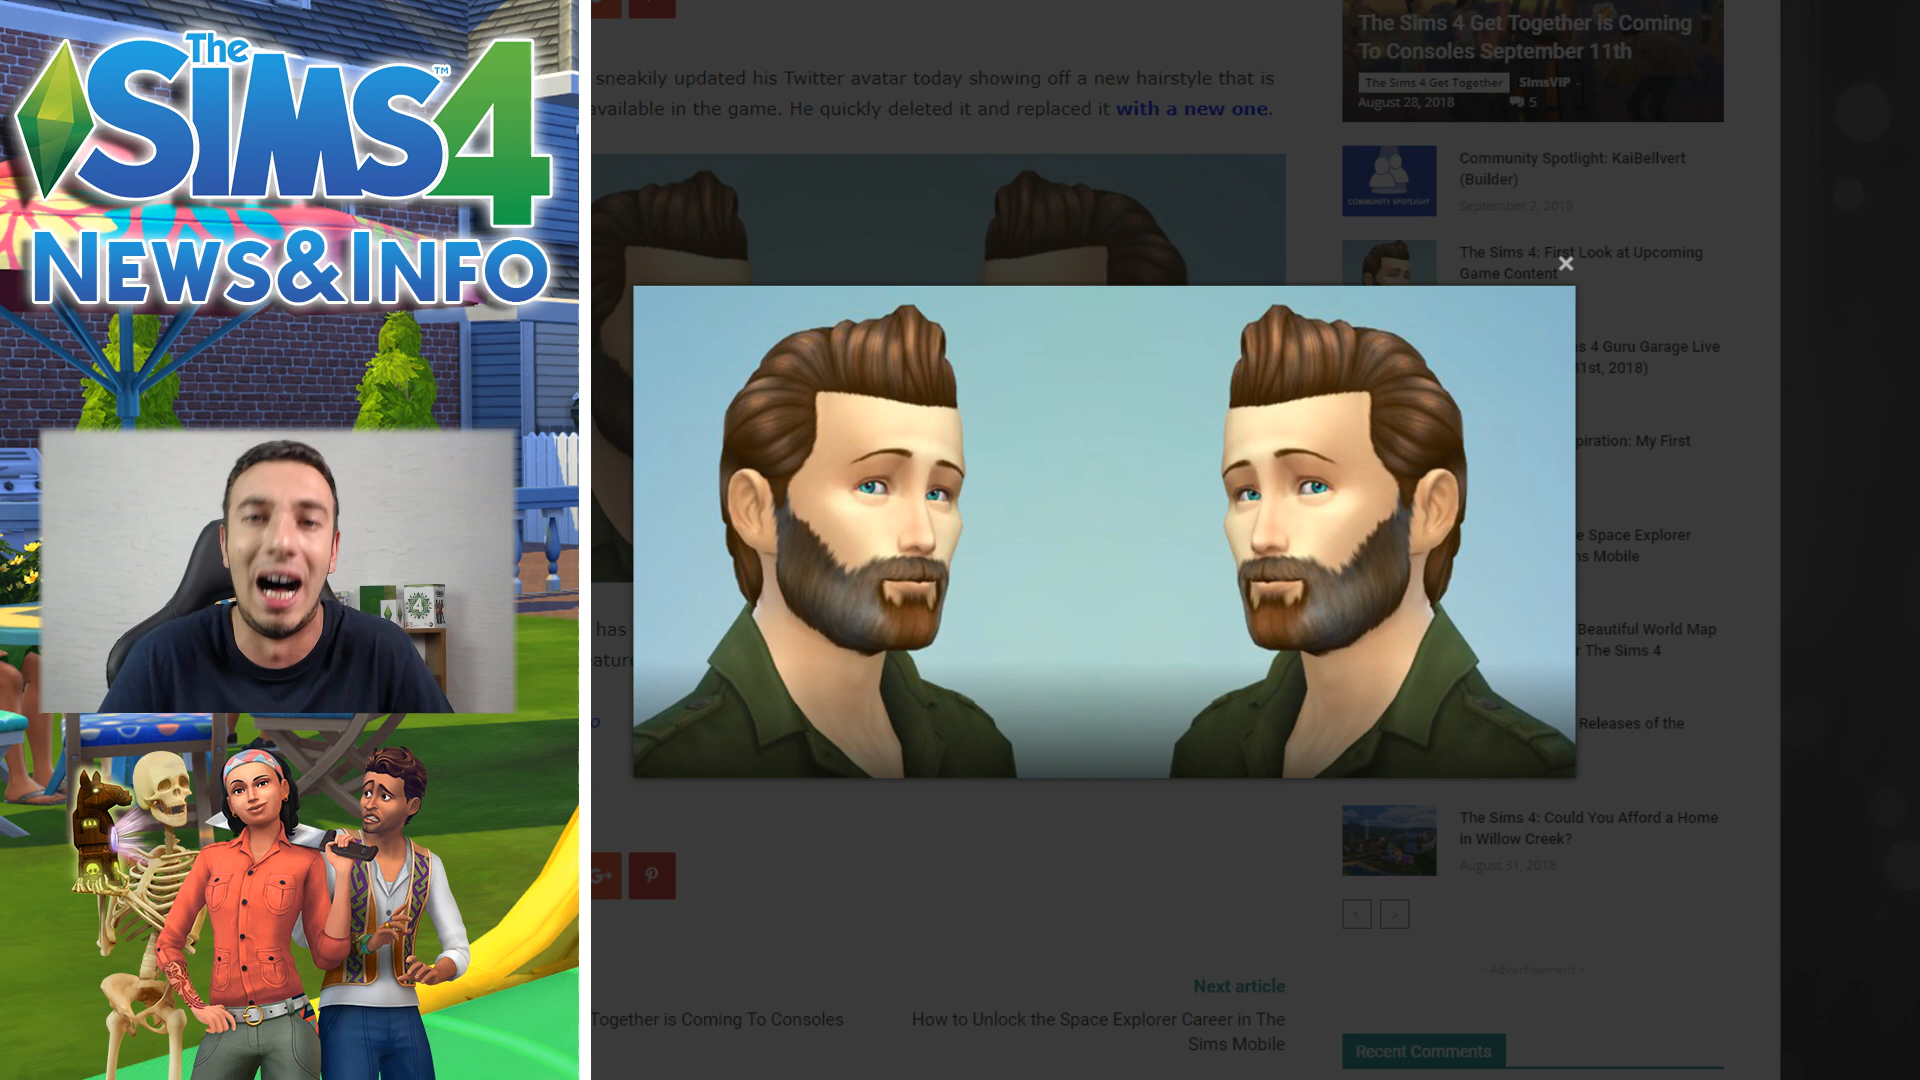 The
SIMS 4
TM
NEWS&INFO
sneakily updated his Twitter avatar today showing off a new hairstyle that is
available in the game. He quickly deleted it and replaced it with a new one.
has
ature
o
G+
Together is Coming To Consoles
Next article
How to Unlock the Space Explorer Career in The
Sims Mobile
The Sims 4 Get Together is Coming
To Consoles September 11th
The Sims 4 Get Together SimsVIP -
August 28, 2018 5
COMMUNITY SPOTLIGHT
Community Spotlight: KaiBellvert
(Builder)
September 2, 2018
The Sims 4: First Look at Upcoming
Game Content
×
s 4 Guru Garage Live
31st, 2018)
piration: My First
e Space Explorer
ms Mobile
Beautiful World Map
r The Sims 4
Releases of the
The Sims 4: Could You Afford a Home
in Willow Creek?
August 31, 2018
< >
- Advertisement -
Recent Comments